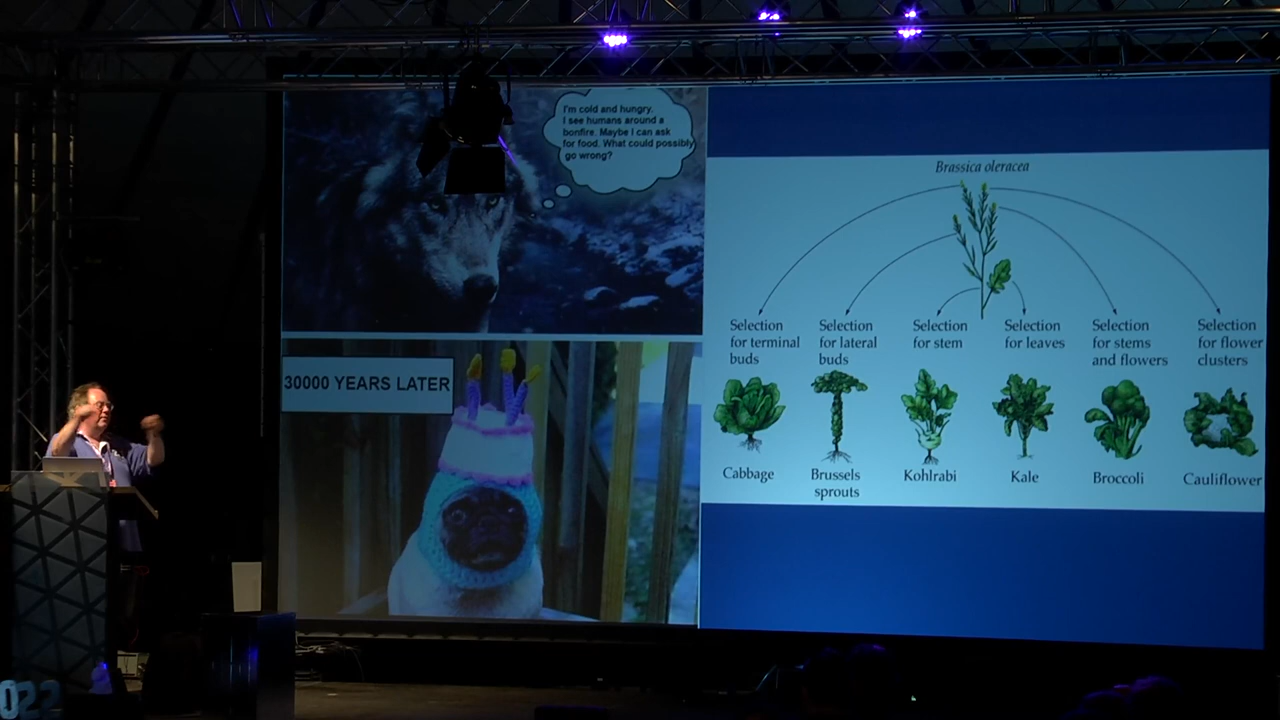 I'm cold and hungry.
I see humans around a
bonfire. Maybe I can ask
for food. What could possibly
go wrong?
30000 YEARS LATER
Brassica oleracea
Selection
for terminal
buds
Selection
for lateral
buds
Selection
for stem
Selection
for leaves
Selection
for stems
and flowers
Selection
for flower
clusters
Cabbage
Brussels
sprouts
Kohlrabi
Kale
Broccoli
Cauliflower
022